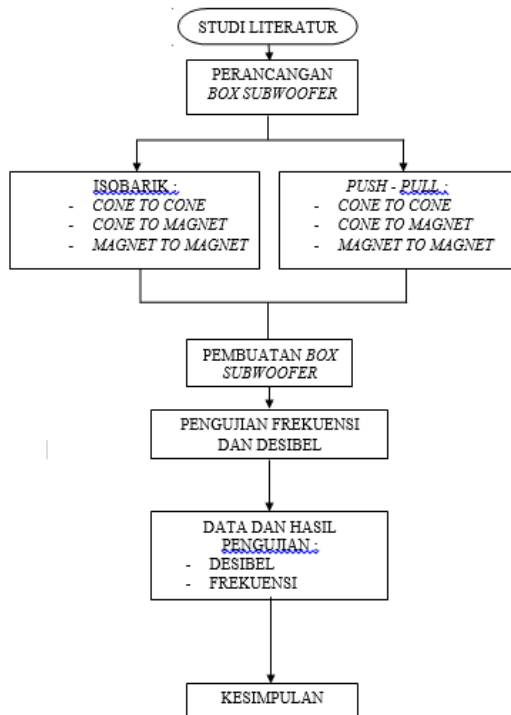 STUDI LITERATUR
PERANCANGAN
BOX SUBWOOFER
ISOBARIK :
- CONE TO CONE
- CONE TO MAGNET
- MAGNET TO MAGNET
PUSH - PULL :
- CONE TO CONE
- CONE TO MAGNET
- MAGNET TO MAGNET
PEMBUATAN BOX
SUBWOOFER
PENGUJIAN FREKUENSI
DAN DESIBEL
DATA DAN HASIL
PENGUJIAN :
- DESIBEL
- FREKUENSI
KESIMPULAN